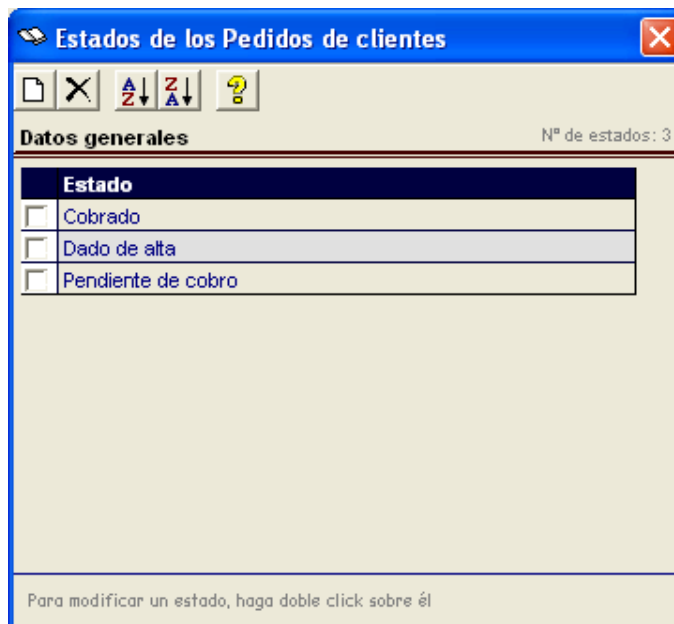 Estados de los Pedidos de clientes
Datos generales
Nº de estados: 3
Estado
Cobrado
Dado de alta
Pendiente de cobro
Para modificar un estado, haga doble click sobre él